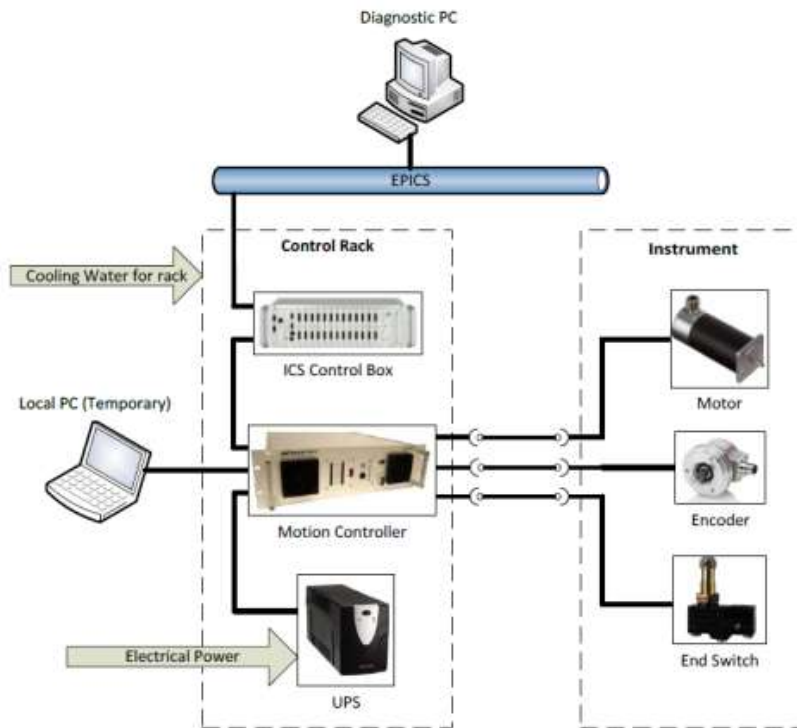 Diagnostic PC
EPICS
Control Rack
Instrument
Cooling Water for rack
ICS Control Box
Motor
Local PC (Temporary)
Motion Controller
Encoder
Electrical Power
UPS
End Switch